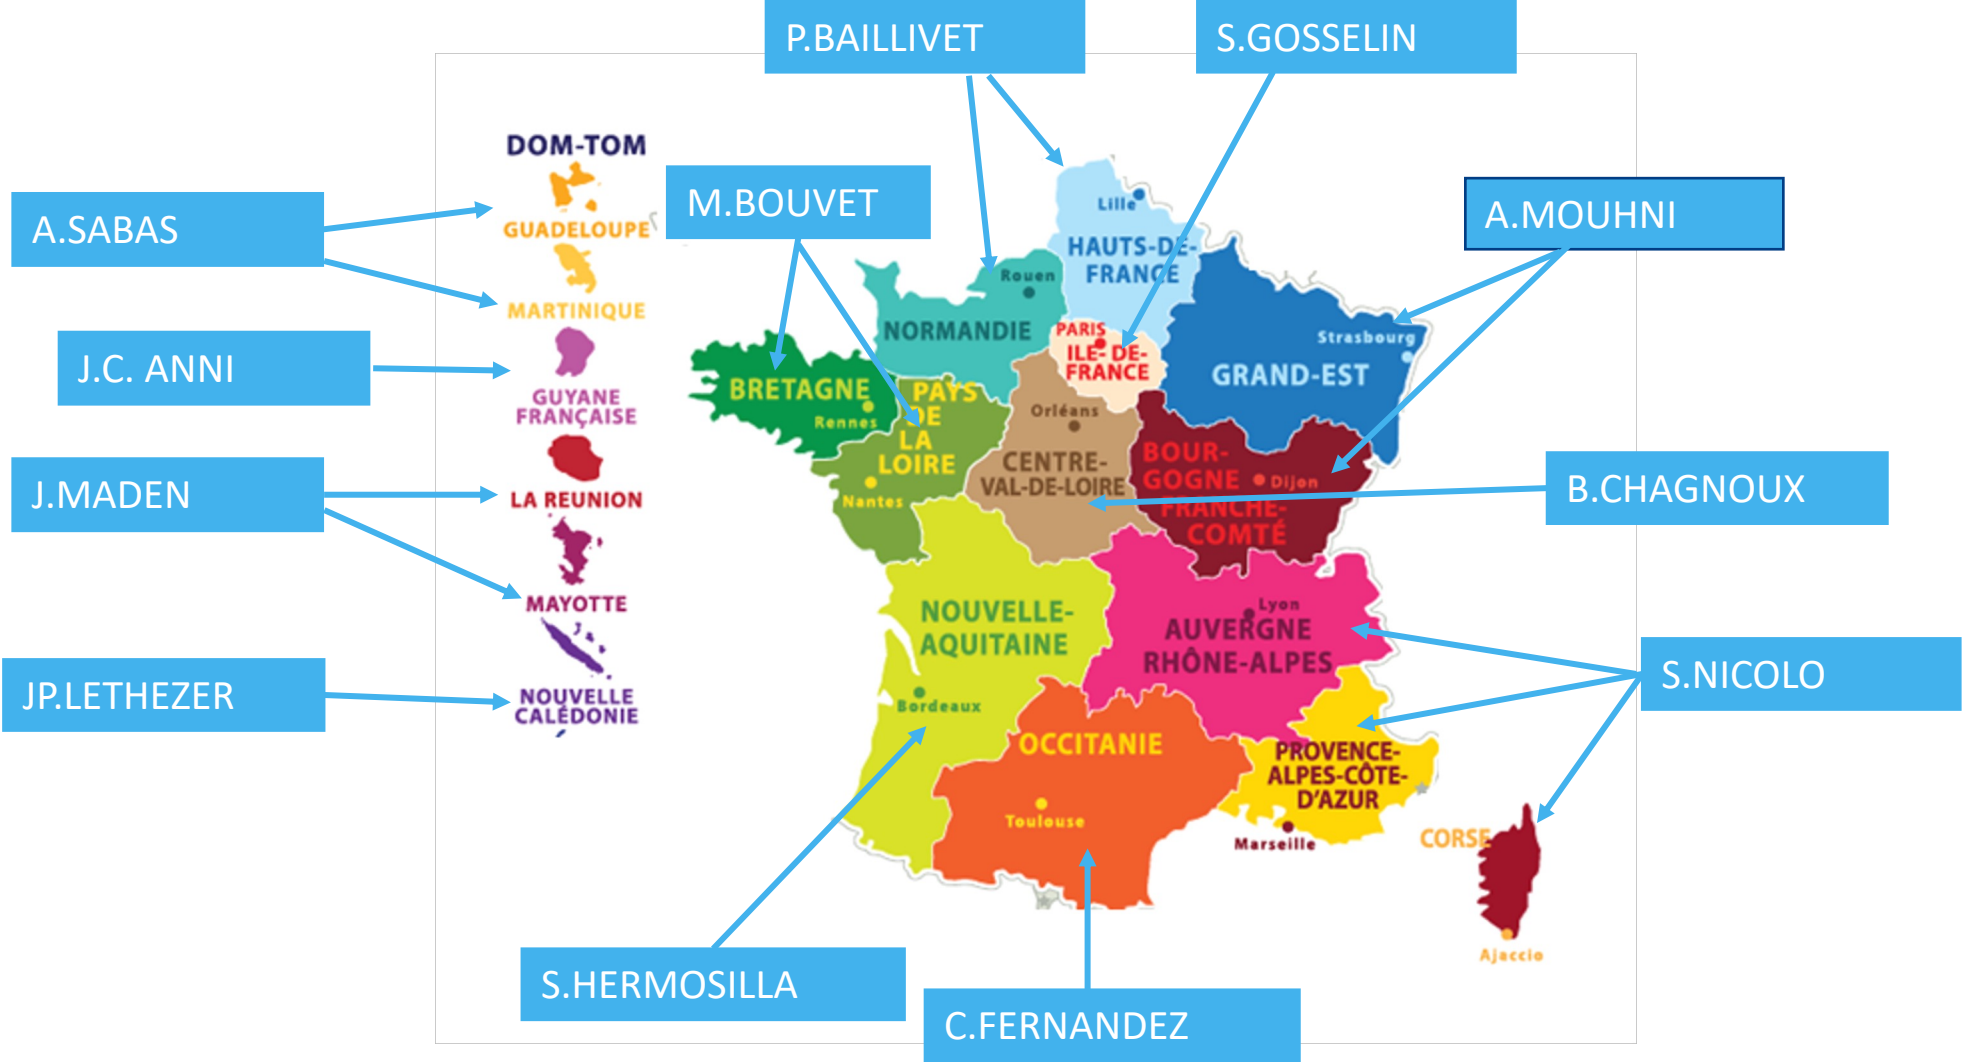 P.BAILLIVET
S.GOSSELIN
DOM-TOM
GUADELOUPE
MARTINIQUE
GUYANE
FRANÇAISE
LA REUNION
MAYOTTE
NOUVELLE
CALÉDONIE
A.SABAS
J.C. ANNI
J.MADEN
JP.LETHEZER
M.BOUVET
A.MOUHNI
Lille
HAUTS-DE-
FRANCE
Rouen
NORMANDIE
PARIS
ILE-DE-
FRANCE
Strasbourg
GRAND-EST
BRETAGNE
Rennes
PAYS
DE
LA
LOIRE
Nantes
Orléans
CENTRE-
VAL-DE-LOIRE
BOUR-
GOGNE
Dijon
FRANCHE-
COMTÉ
B.CHAGNOUX
NOUVELLE-
AQUITAINE
Bordeaux
Lyon
AUVERGNE
RHÔNE-ALPES
S.NICOLO
OCCITANIE
Toulouse
PROVENCE-
ALPES-CÔTE-
D'AZUR
Marseille
CORSE
Ajaccio
S.HERMOSILLA
C.FERNANDEZ